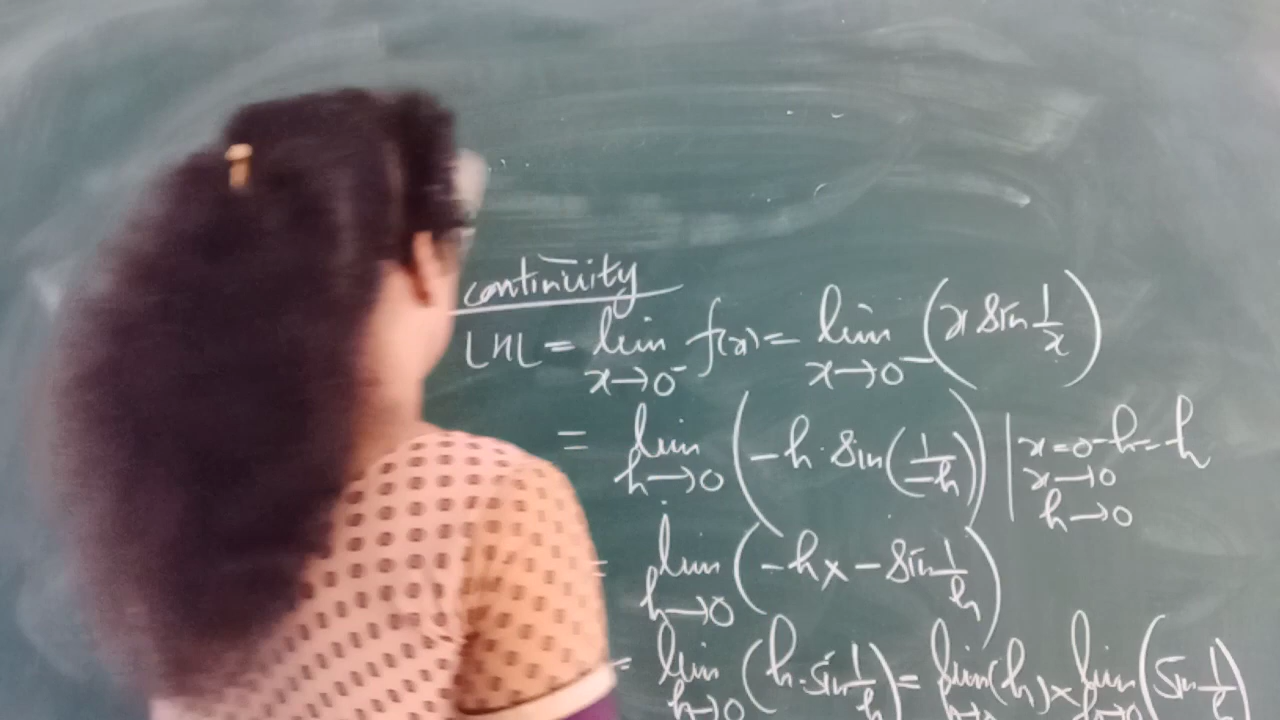 continuity
LHL = lim x→0⁻ f(x) = lim x→0⁻ (x sin 1/x)
= lim h→0 (-h · sin(1/-h)) | x=0-h=-h
x→0
h→0
= lim h→0 (-h x - sin 1/h)
= lim h→0 (h · sin 1/h) = lim h→0 (h) x lim h→0 (sin 1/h)